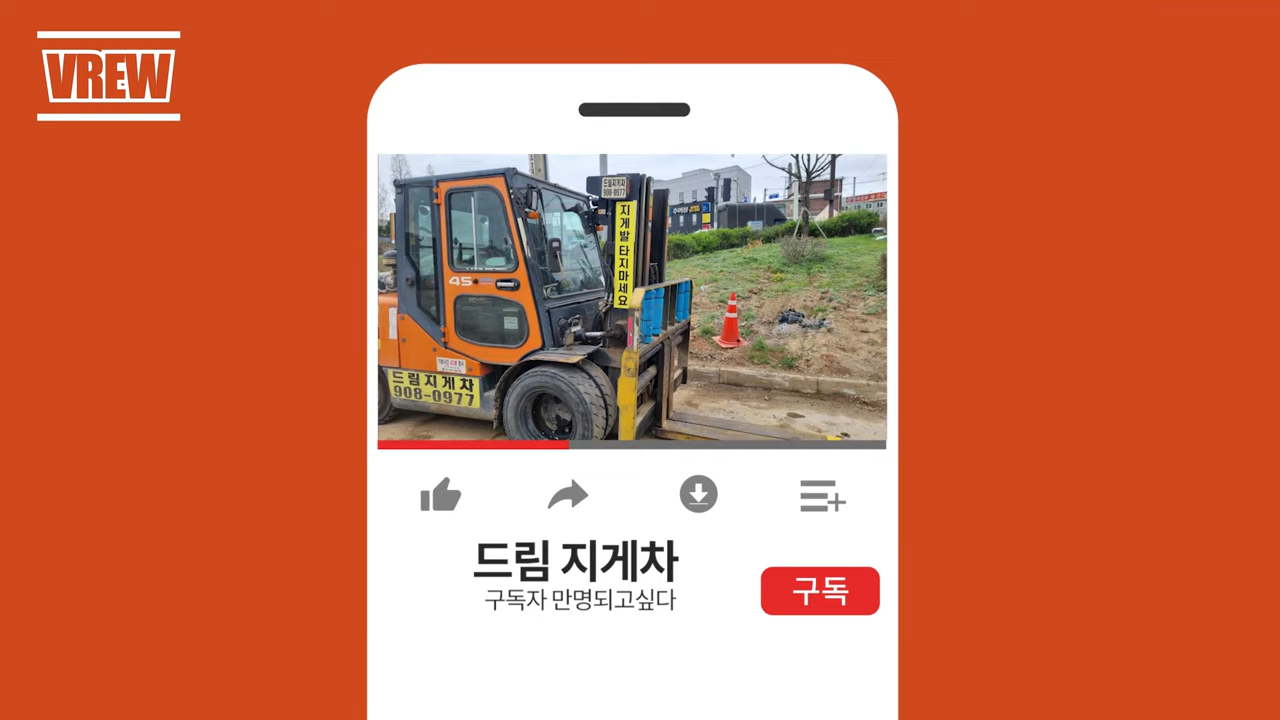 VREW
드림지게차
908-0977
지게발 타지마세요
45
드림지게차
908-0977
드림 지게차
구독자 만명되고싶다
구독